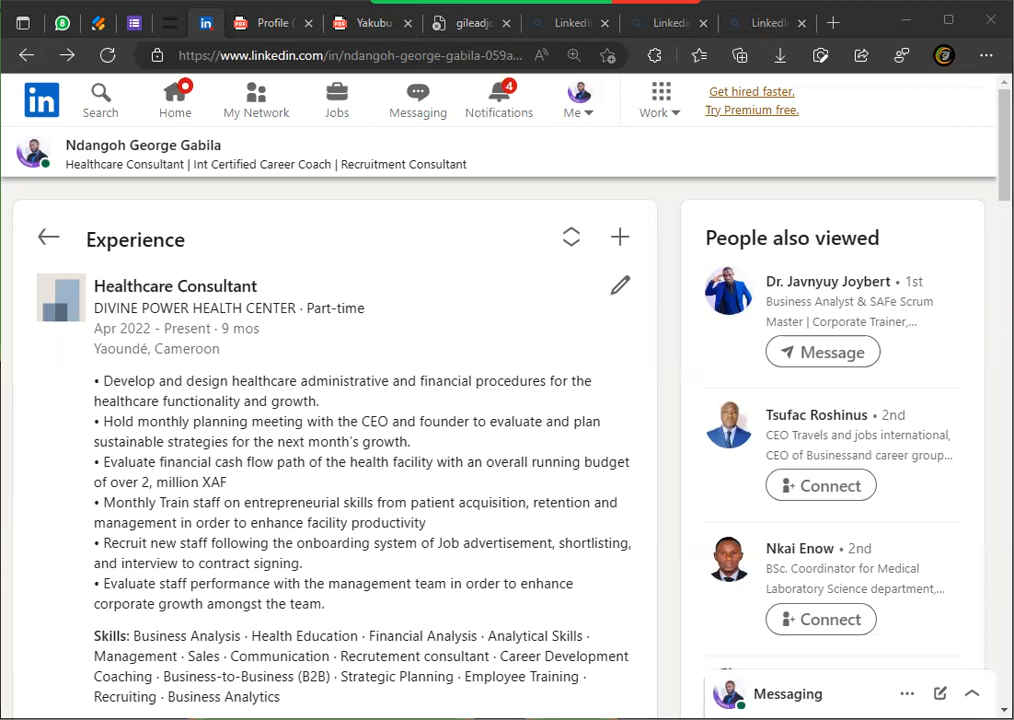 Profile (
Yakubu
gileadjo
LinkedIn
LinkedIn
LinkedIn
https://www.linkedin.com/in/ndangoh-george-gabila-059a...
in
Search
Home
My Network
Jobs
Messaging
4
Notifications
Me
Work
Get hired faster.
Try Premium free.
Ndangoh George Gabila
Healthcare Consultant | Int Certified Career Coach | Recruitment Consultant
Experience
Healthcare Consultant
DIVINE POWER HEALTH CENTER · Part-time
Apr 2022 - Present · 9 mos
Yaoundé, Cameroon
• Develop and design healthcare administrative and financial procedures for the
healthcare functionality and growth.
• Hold monthly planning meeting with the CEO and founder to evaluate and plan
sustainable strategies for the next month's growth.
• Evaluate financial cash flow path of the health facility with an overall running budget
of over 2, million XAF
• Monthly Train staff on entrepreneurial skills from patient acquisition, retention and
management in order to enhance facility productivity
• Recruit new staff following the onboarding system of Job advertisement, shortlisting,
and interview to contract signing.
• Evaluate staff performance with the management team in order to enhance
corporate growth amongst the team.
Skills: Business Analysis · Health Education · Financial Analysis · Analytical Skills ·
Management · Sales · Communication · Recrutement consultant · Career Development
Coaching · Business-to-Business (B2B) · Strategic Planning · Employee Training ·
Recruiting · Business Analytics
People also viewed
Dr. Javnyuy Joybert • 1st
Business Analyst & SAFe Scrum
Master | Corporate Trainer,...
Message
Tsufac Roshinus • 2nd
CEO Travels and jobs international,
CEO of Businessand career group...
Connect
Nkai Enow • 2nd
BSc. Coordinator for Medical
Laboratory Science department,...
Connect
Messaging